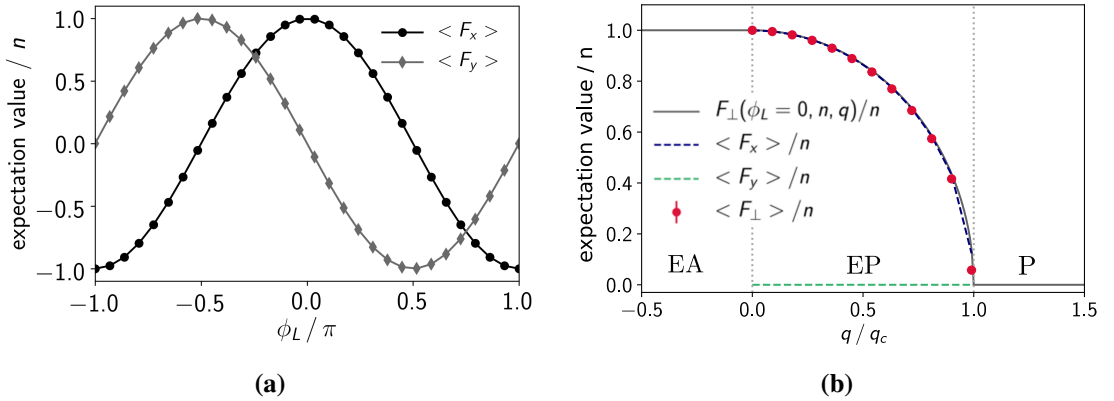 expectation value / n
1.0
0.5
0.0
−0.5
−1.0
−1.0 −0.5 0.0 0.5 1.0
ϕ_L / π
< F_x >
< F_y >
(a)
expectation value / n
1.0
0.8
0.6
0.4
0.2
0.0
−0.5 0.0 0.5 1.0 1.5
q / q_c
F_⊥(ϕ_L = 0, n, q)/n
< F_x > /n
< F_y > /n
< F_⊥ > /n
EA EP P
(b)